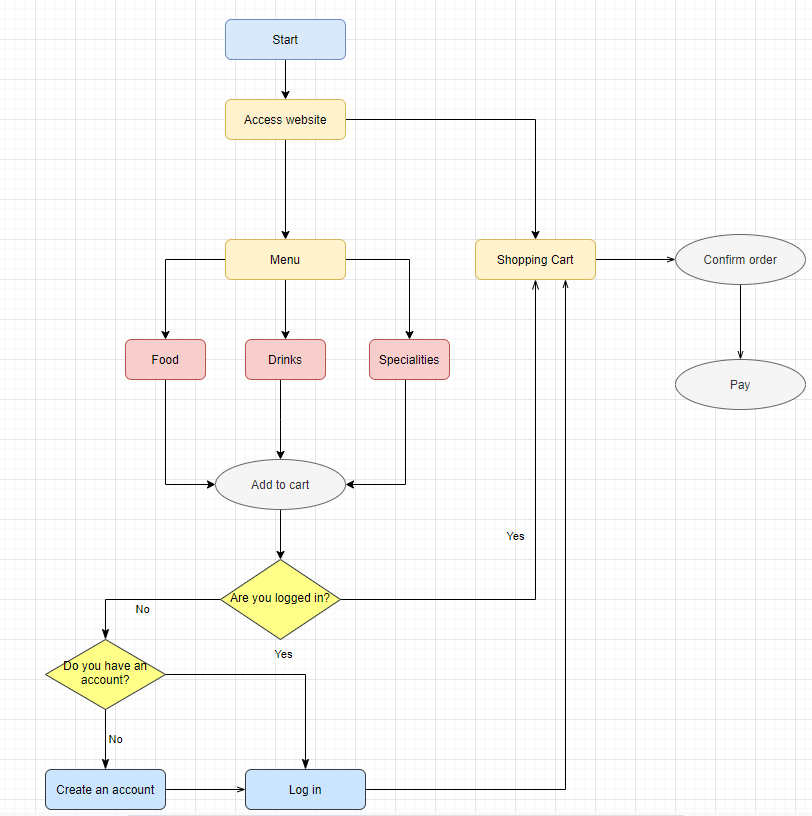 Start
Access website
Menu
Shopping Cart
Confirm order
Food
Drinks
Specialities
Pay
Add to cart
Yes
Are you logged in?
No
Yes
Do you have an
account?
No
Create an account
Log in